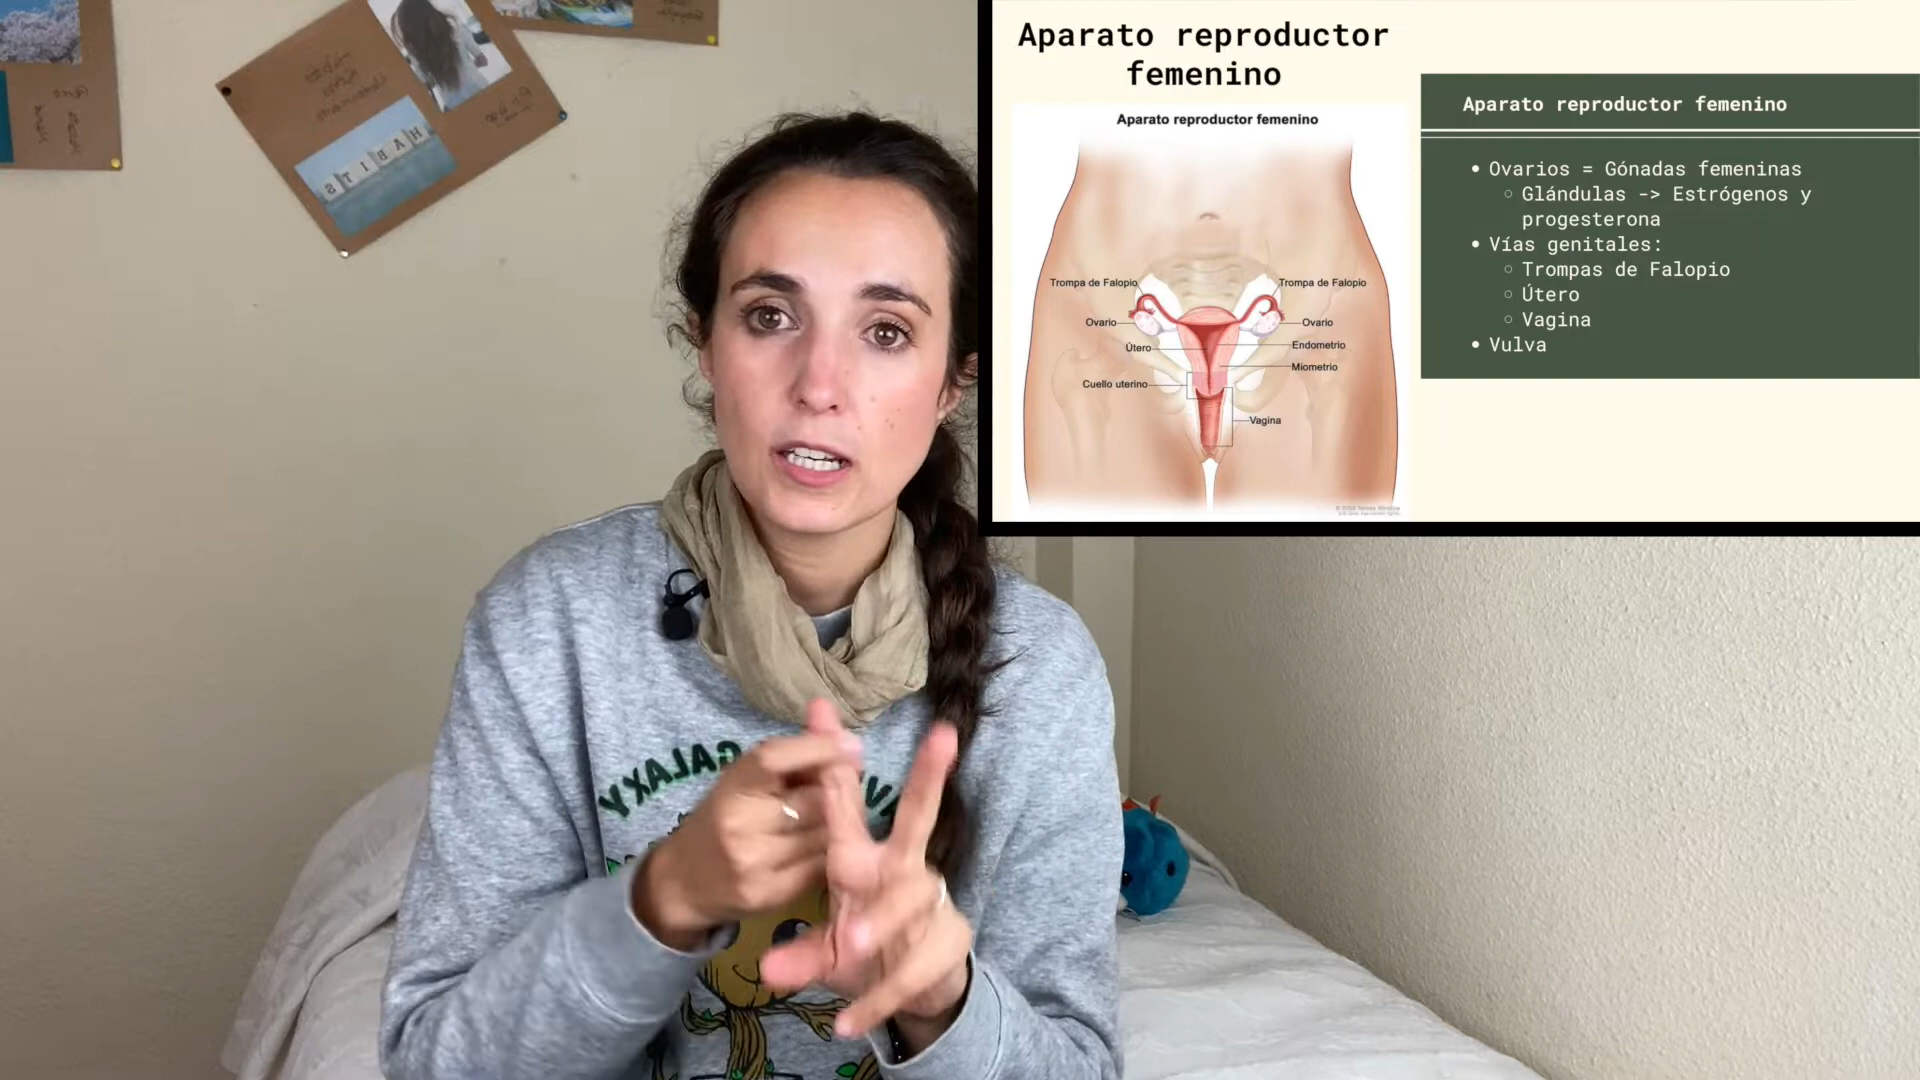 Aparato reproductor
femenino
Aparato reproductor femenino
Trompa de Falopio
Trompa de Falopio
Ovario
Ovario
Útero
Endometrio
Miometrio
Cuello uterino
Vagina
Aparato reproductor femenino
• Ovarios = Gónadas femeninas
○ Glándulas -> Estrógenos y
progesterona
• Vías genitales:
○ Trompas de Falopio
○ Útero
○ Vagina
• Vulva
HABITS
GALAXY